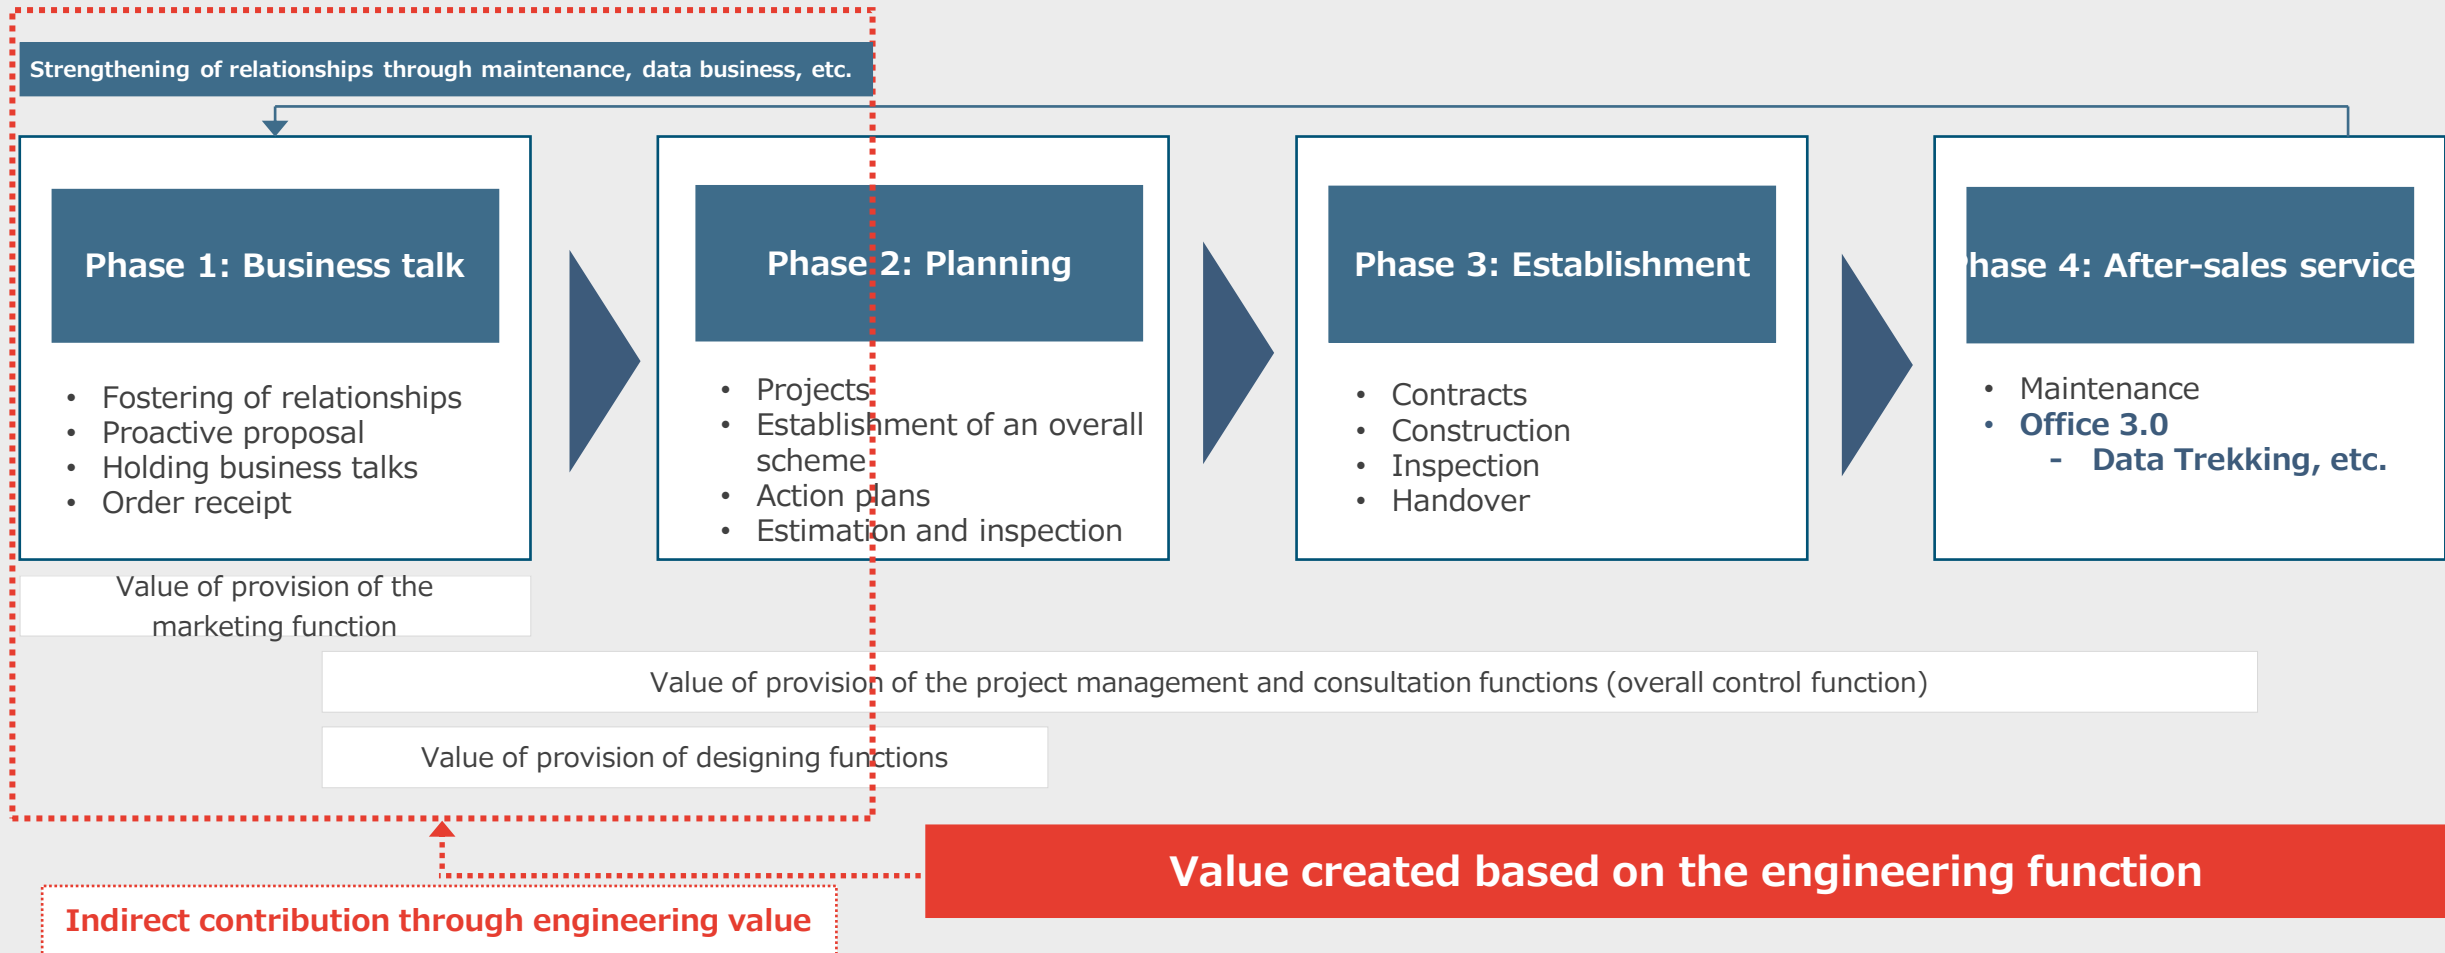 Strengthening of relationships through maintenance, data business, etc.
Phase 1: Business talk
• Fostering of relationships
• Proactive proposal
• Holding business talks
• Order receipt
Phase 2: Planning
• Projects
• Establishment of an overall
scheme
• Action plans
• Estimation and inspection
Phase 3: Establishment
• Contracts
• Construction
• Inspection
• Handover
Phase 4: After-sales service
• Maintenance
• Office 3.0
- Data Trekking, etc.
Value of provision of the
marketing function
Value of provision of the project management and consultation functions (overall control function)
Value of provision of designing functions
Value created based on the engineering function
Indirect contribution through engineering value